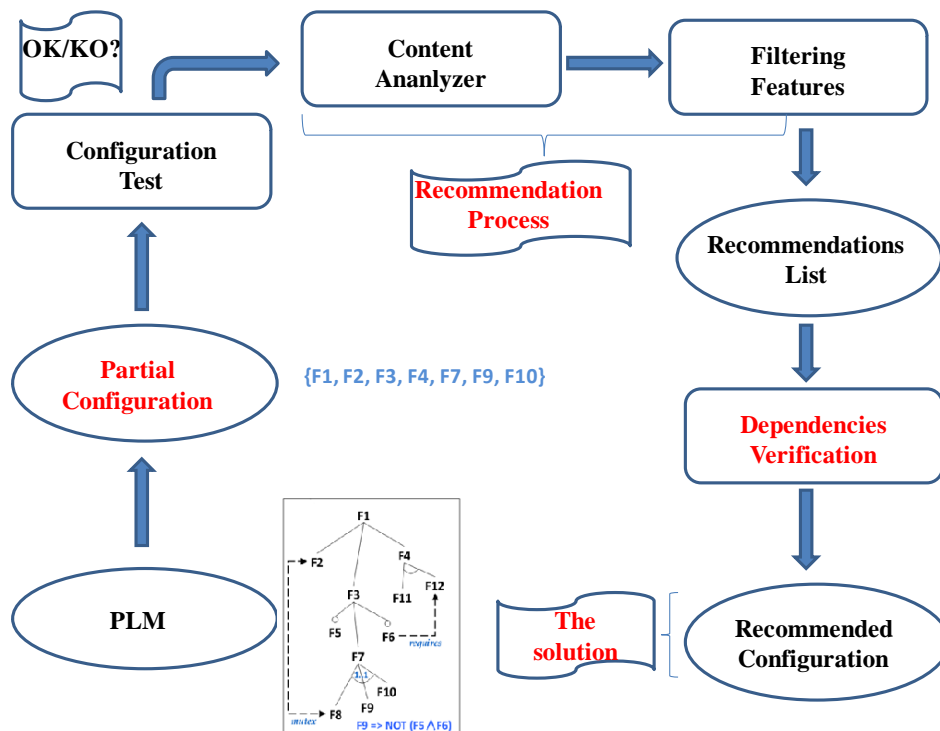 OK/KO?
Content
Ananlyzer
Filtering
Features
Configuration
Test
Recommendation
Process
Recommendations
List
Partial
Configuration
{F1, F2, F3, F4, F7, F9, F10}
Dependencies
Verification
PLM
F1
F2
F4
F3
F11
F12
F5
F6
requires
F7
1..1
F10
F9
F8
mutex
F9 => NOT (F5 ⋀ F6)
The
solution
Recommended
Configuration